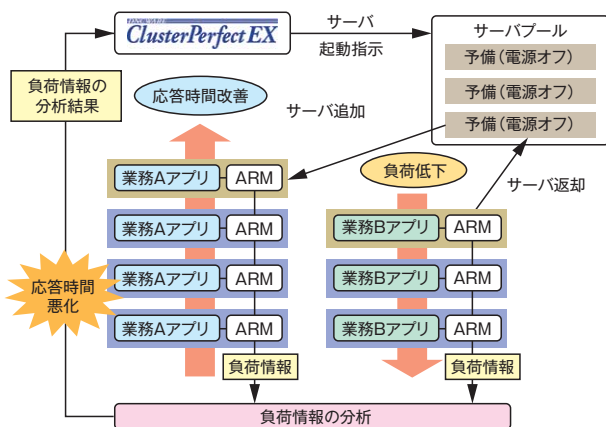 ClusterPerfect EX
サーバ
起動指示
サーバプール
予備(電源オフ)
予備(電源オフ)
予備(電源オフ)
負荷情報の
分析結果
応答時間改善
サーバ追加
負荷低下
サーバ返却
業務Aアプリ ARM
業務Aアプリ ARM
業務Aアプリ ARM
業務Aアプリ ARM
業務Bアプリ ARM
業務Bアプリ ARM
業務Bアプリ ARM
応答時間
悪化
負荷情報
負荷情報
負荷情報の分析